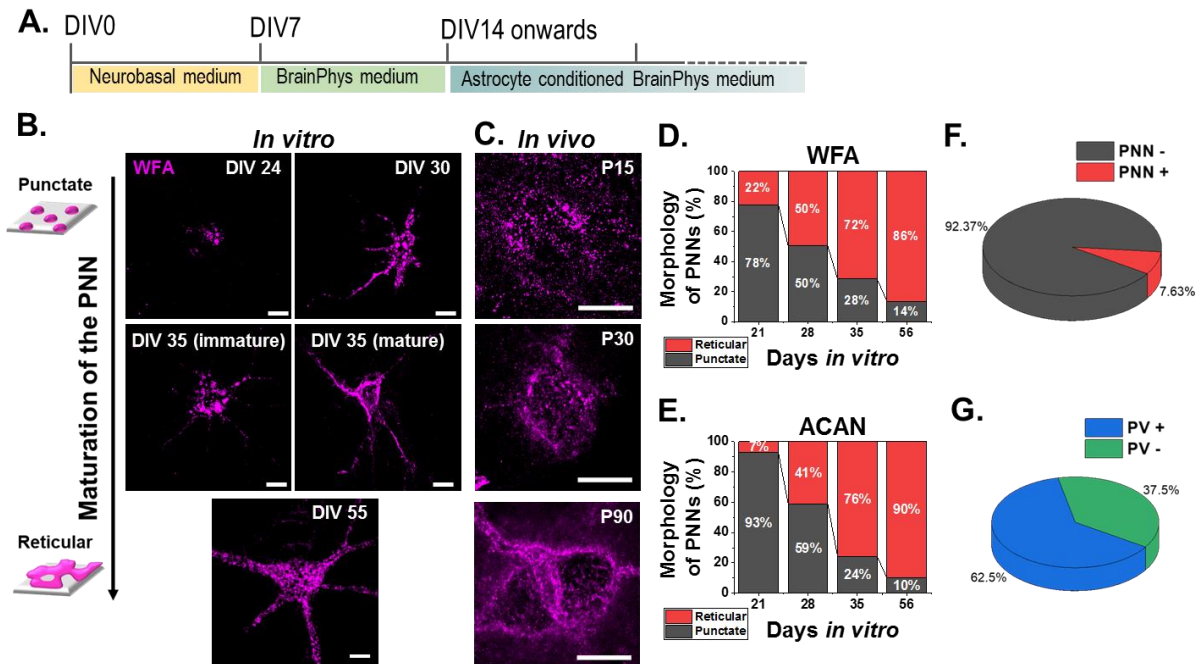 A.
DIV0
DIV7
DIV14 onwards
Neurobasal medium
BrainPhys medium
Astrocyte conditioned BrainPhys medium
B.
In vitro
Punctate
Maturation of the PNN
Reticular
WFA
DIV 24
DIV 30
DIV 35 (immature)
DIV 35 (mature)
DIV 55
C.
In vivo
P15
P30
P90
D.
WFA
Morphology
of PNNs (%)
100
80
60
40
20
0
22%
50%
72%
86%
78%
50%
28%
14%
21
28
35
56
Reticular
Punctate
Days in vitro
E.
ACAN
Morphology
of PNNs (%)
100
80
60
40
20
0
7%
41%
76%
90%
93%
59%
24%
10%
21
28
35
56
Reticular
Punctate
Days in vitro
F.
PNN -
PNN +
92.37%
7.63%
G.
PV +
PV -
37.5%
62.5%